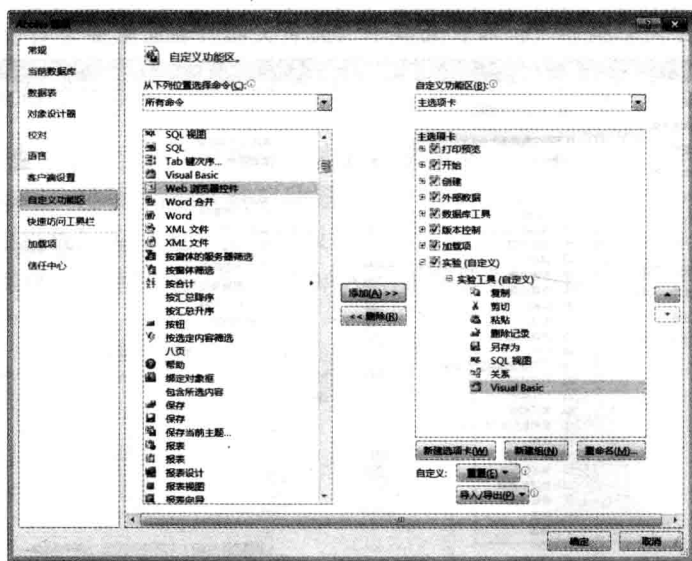 Access 选项
常规
当前数据库
数据表
对象设计器
校对
语言
客户端设置
自定义功能区
快速访问工具栏
加载项
信任中心
自定义功能区。
从下列位置选择命令(C):
所有命令
SQL 视图
SQL
Tab 键次序...
Visual Basic
Web 浏览器控件
Word 合并
Word
XML 文件
XML 文件
按窗体的服务器筛选
按窗体筛选
按合计
按汇总降序
按汇总升序
按钮
按选定内容筛选
八页
帮助
绑定对象框
包含所选内容
保存
保存
保存当前主题...
报表
报表
报表设计
报表视图
报表向导
添加(A) >>
<< 删除(R)
自定义功能区(B):
主选项卡
主选项卡
打印预览
开始
创建
外部数据
数据库工具
版本控制
加载项
实验 (自定义)
实验工具 (自定义)
复制
剪切
粘贴
删除记录
另存为
SQL 视图
关系
Visual Basic
新建选项卡(W)
新建组(N)
重命名(M)...
自定义:
重置(E)
导入/导出(P)
确定
取消